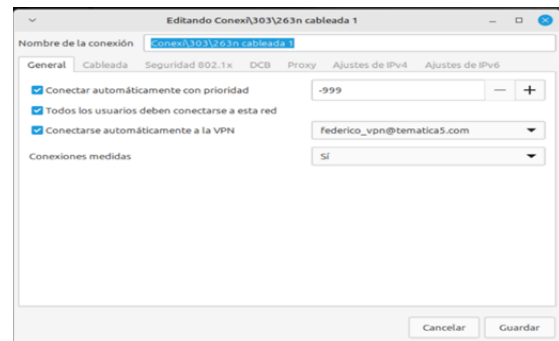 Editando Conexi\303\263n cableada 1
Nombre de la conexión Conexi\303\263n cableada 1
General Cableada Seguridad 802.1x DCB Proxy Ajustes de IPv4 Ajustes de IPv6
Conectar automáticamente con prioridad -999
Todos los usuarios deben conectarse a esta red
Conectarse automáticamente a la VPN federico_vpn@tematica5.com
Conexiones medidas Sí
Cancelar Guardar